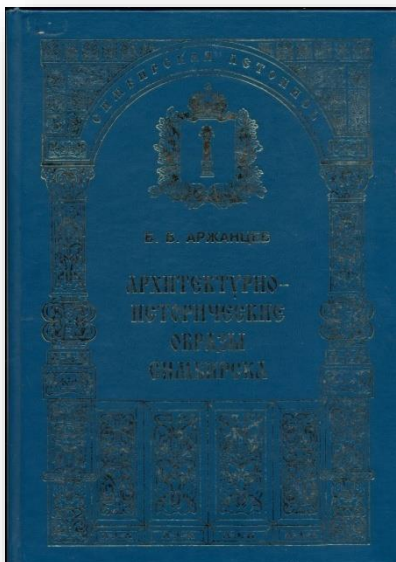 СИМБИРСКАЯ ЛЕТОПИСЬ
Б. В. АРЖАНЦЕВ
АРХИТЕКТУРНО-
ИСТОРИЧЕСКИЕ
ОБРАЗЫ
СИМБИРСКА